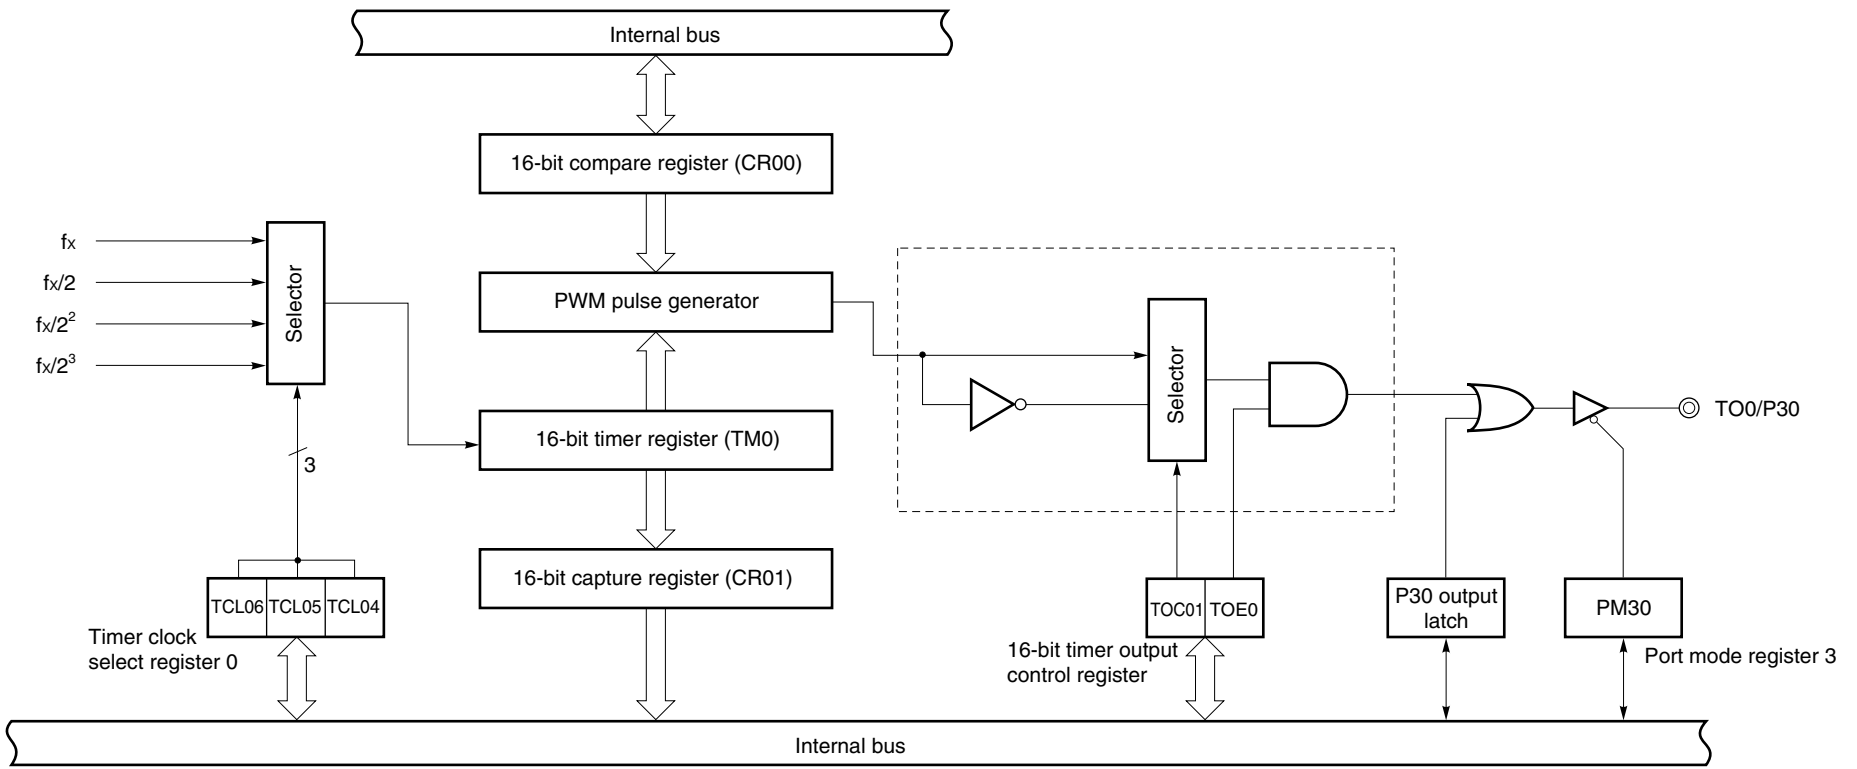 Internal bus
16-bit compare register (CR00)
fX
fX/2
fX/2²
fX/2³
Selector
PWM pulse generator
Selector
16-bit timer register (TM0)
TO0/P30
3
16-bit capture register (CR01)
TCL06 TCL05 TCL04
Timer clock
select register 0
TOC01 TOE0
16-bit timer output
control register
P30 output
latch
PM30
Port mode register 3
Internal bus